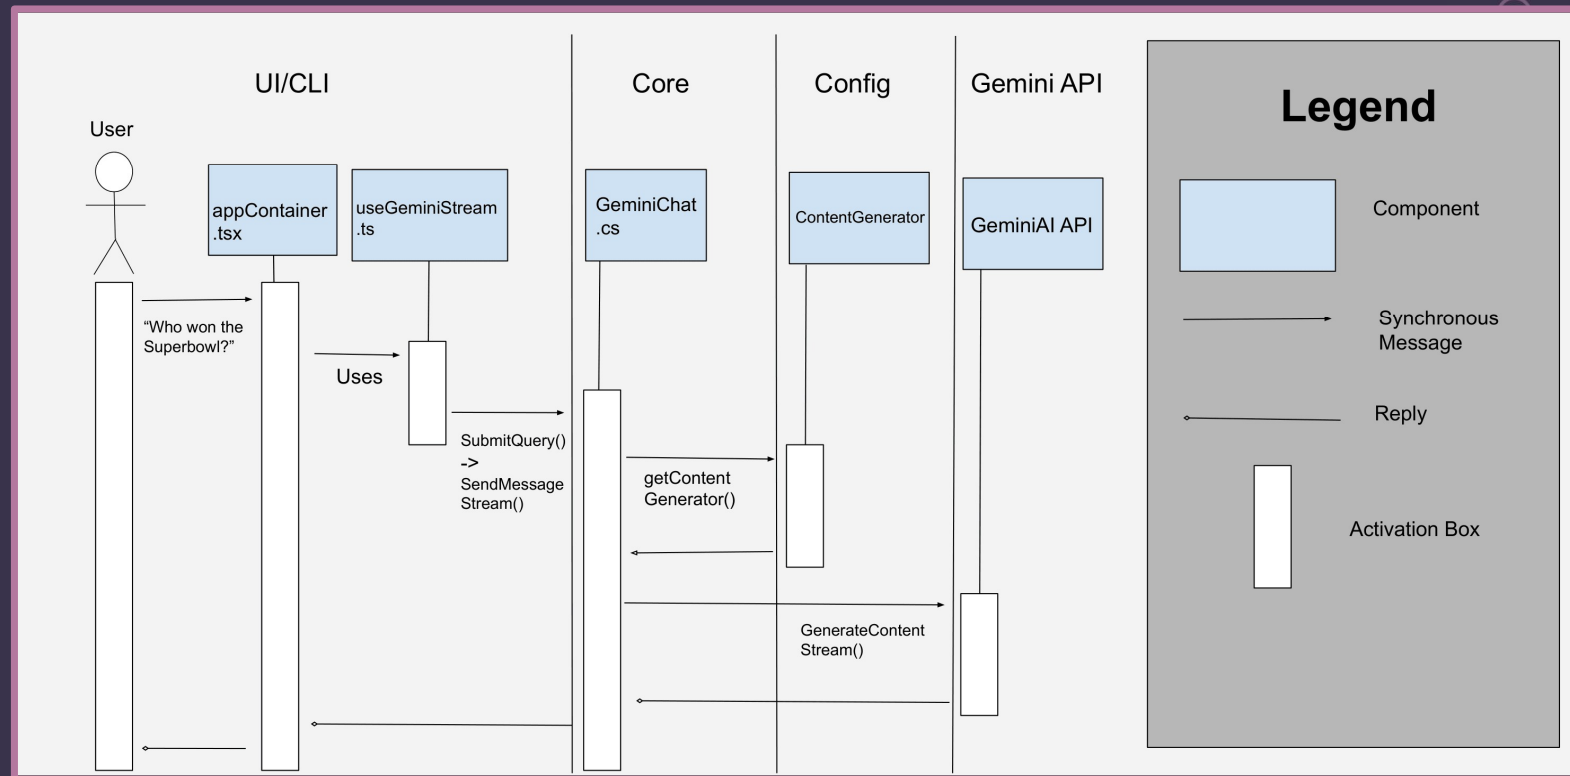 UI/CLI
Core
Config
Gemini API
Legend
User
appContainer
.tsx
useGeminiStream
.ts
GeminiChat
.cs
ContentGenerator
GeminiAI API
Component
“Who won the
Superbowl?”
Uses
SubmitQuery()
->
SendMessage
Stream()
getContent
Generator()
GenerateContent
Stream()
Synchronous
Message
Reply
Activation Box